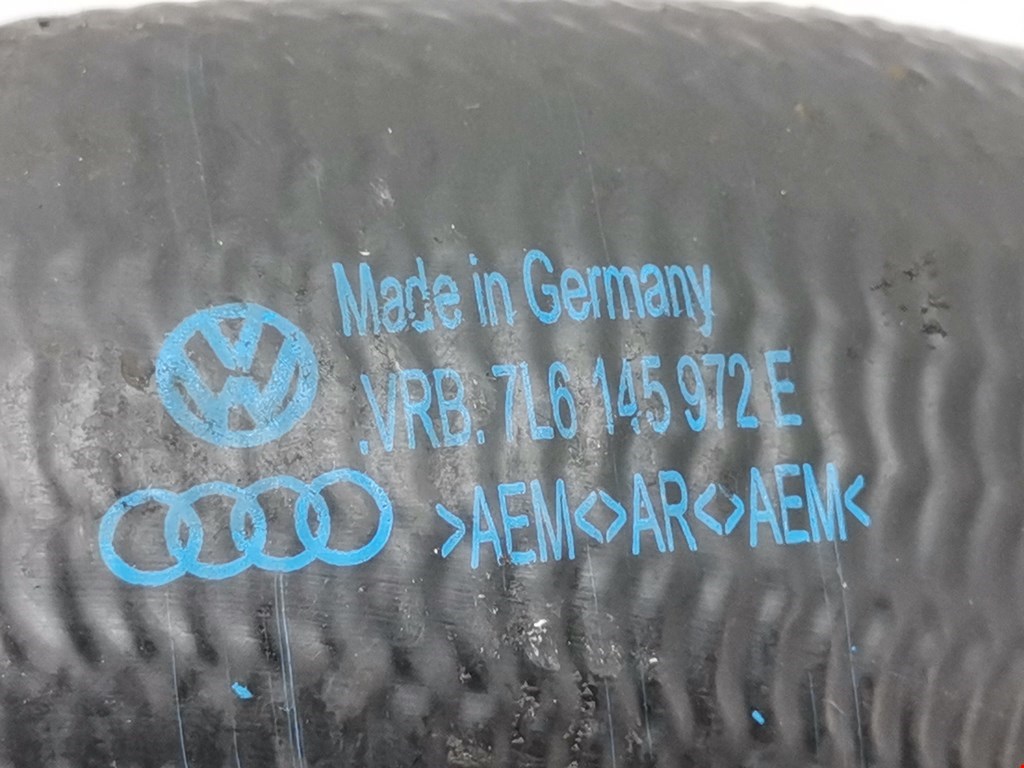 Made in Germany
.VRB. 7L6 145 972 E
>AEM<>AR<>AEM<